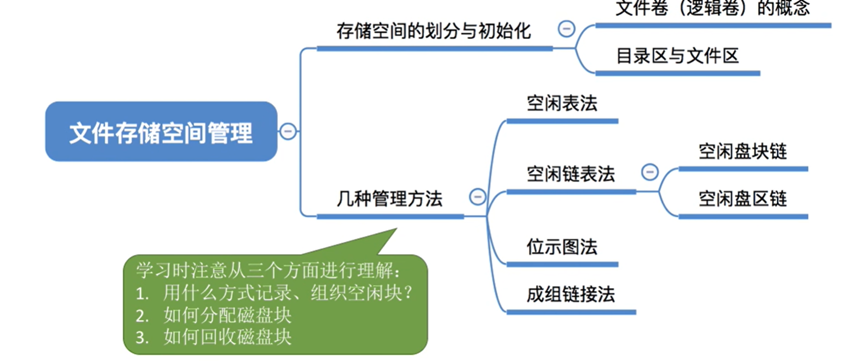 文件存储空间管理
存储空间的划分与初始化
文件卷（逻辑卷）的概念
目录区与文件区
几种管理方法
空闲表法
空闲链表法
空闲盘块链
空闲盘区链
位示图法
成组链接法
学习时注意从三个方面进行理解：
1. 用什么方式记录、组织空闲块？
2. 如何分配磁盘块
3. 如何回收磁盘块